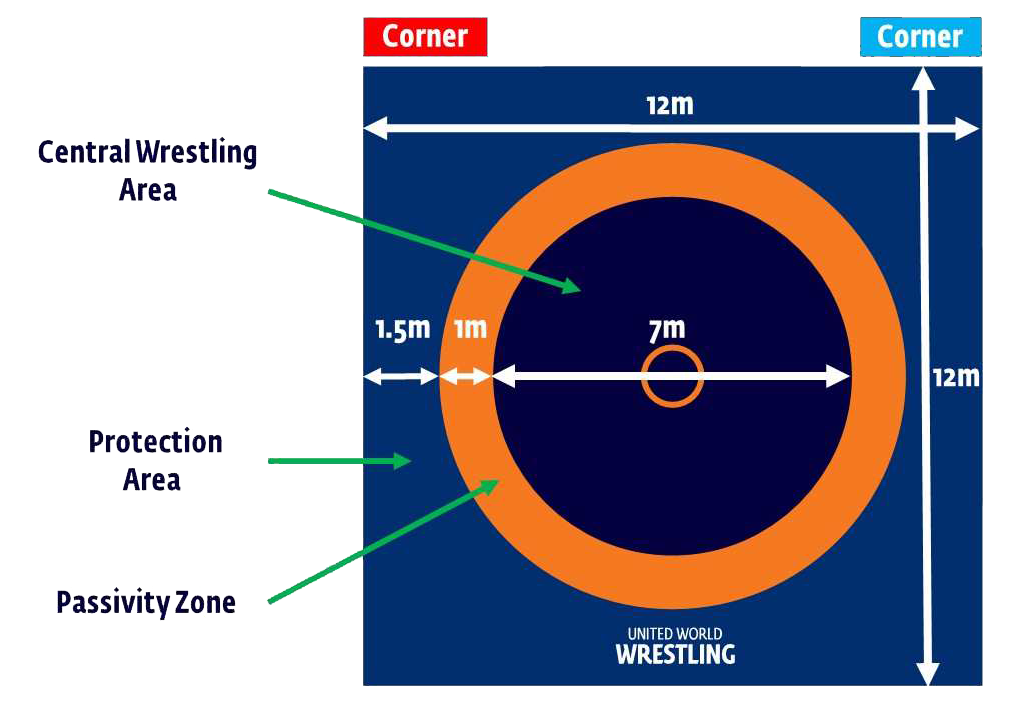 Corner
Corner
12m
Central Wrestling
Area
1.5m
1m
7m
12m
Protection
Area
Passivity Zone
UNITED WORLD
WRESTLING